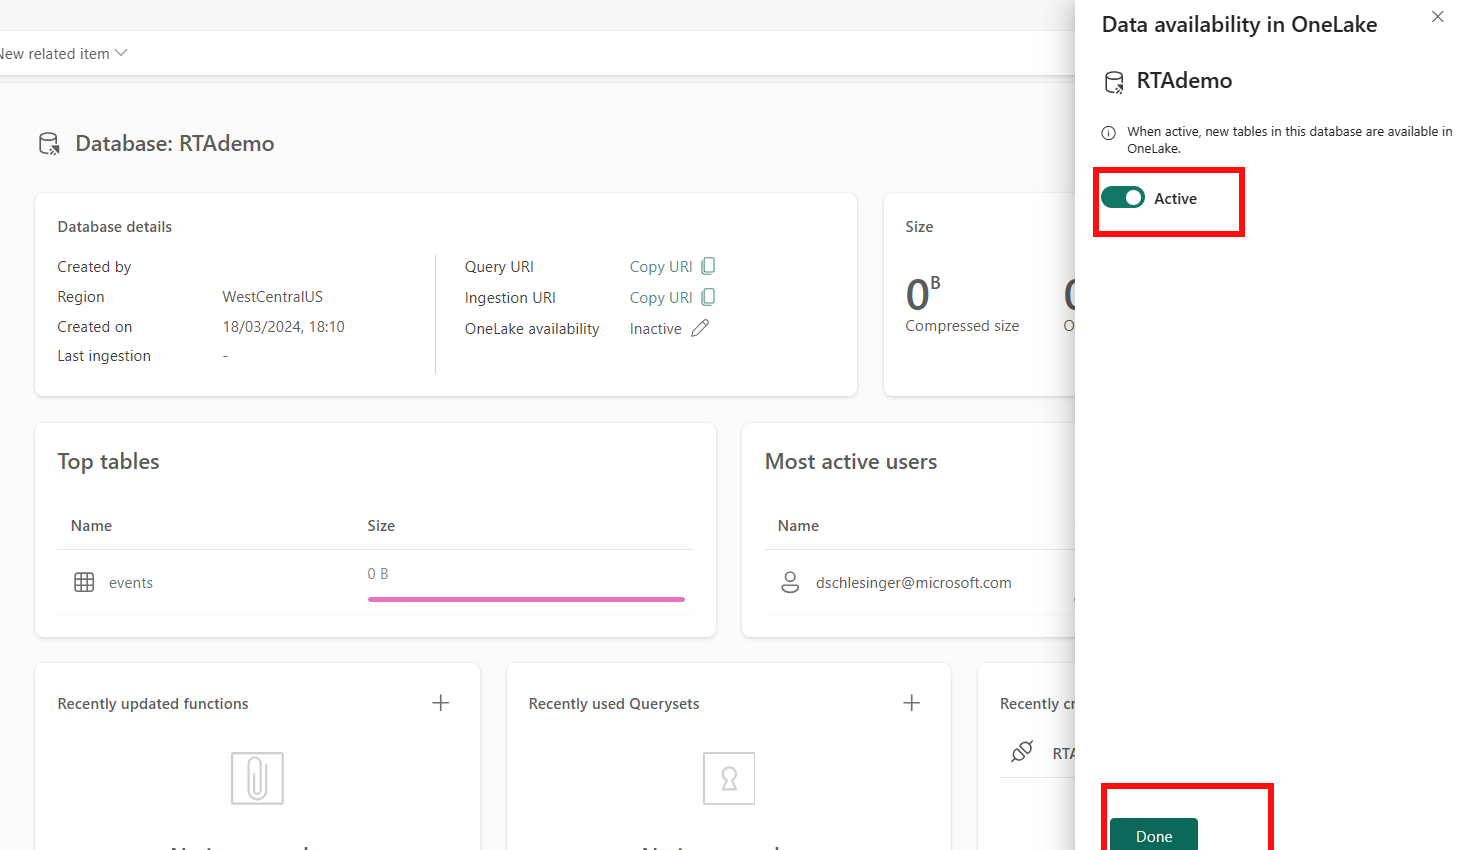 New related item
Database: RTAdemo
Database details
Created by
Region WestCentralUS
Created on 18/03/2024, 18:10
Last ingestion -
Query URI Copy URI
Ingestion URI Copy URI
OneLake availability Inactive
Size
0 B
Compressed size
Top tables
Name Size
events 0 B
Most active users
Name
dschlesinger@microsoft.com
Recently updated functions
Recently used Querysets
Recently
Data availability in OneLake
RTAdemo
When active, new tables in this database are available in
OneLake.
Active
Done